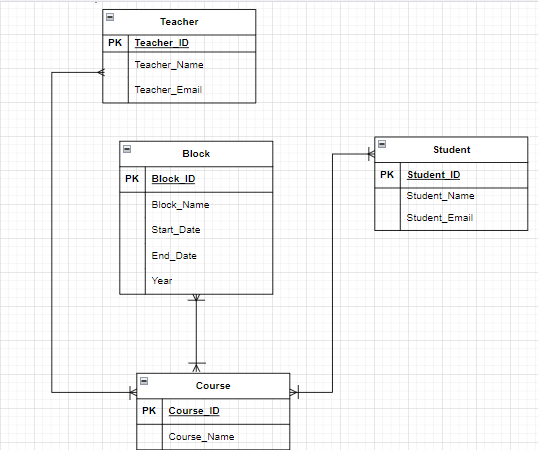 Teacher
PK Teacher_ID
Teacher_Name
Teacher_Email
Block
PK Block_ID
Block_Name
Start_Date
End_Date
Year
Student
PK Student_ID
Student_Name
Student_Email
Course
PK Course_ID
Course_Name